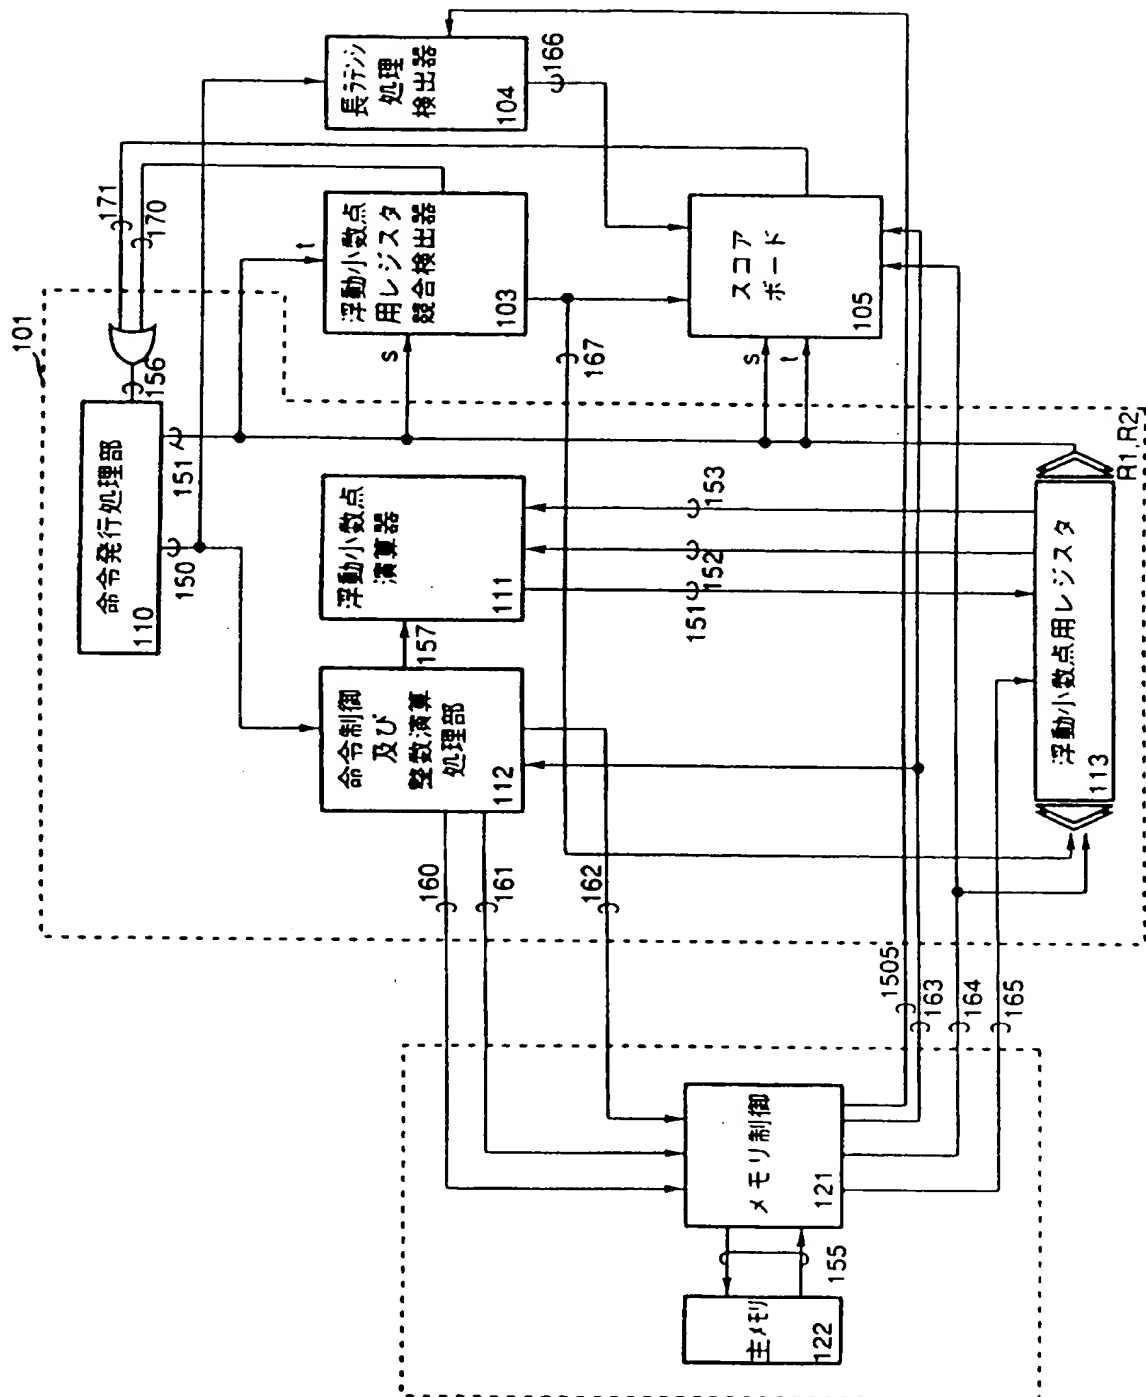 101
命令発行処理部
110
156
171
170
150
151
長ラテンシ
処理
検出器
104
166
浮動小数点
用レジスタ
競合検出器
103
s
t
167
スコア
ボード
105
s
t
命令制御
及び
整数演算
処理部
112
157
浮動小数点
演算器
111
151
152
153
160
161
162
浮動小数点用レジスタ
113
R1,R2
1505
163
164
165
メモリ制御
121
155
主メモリ
122